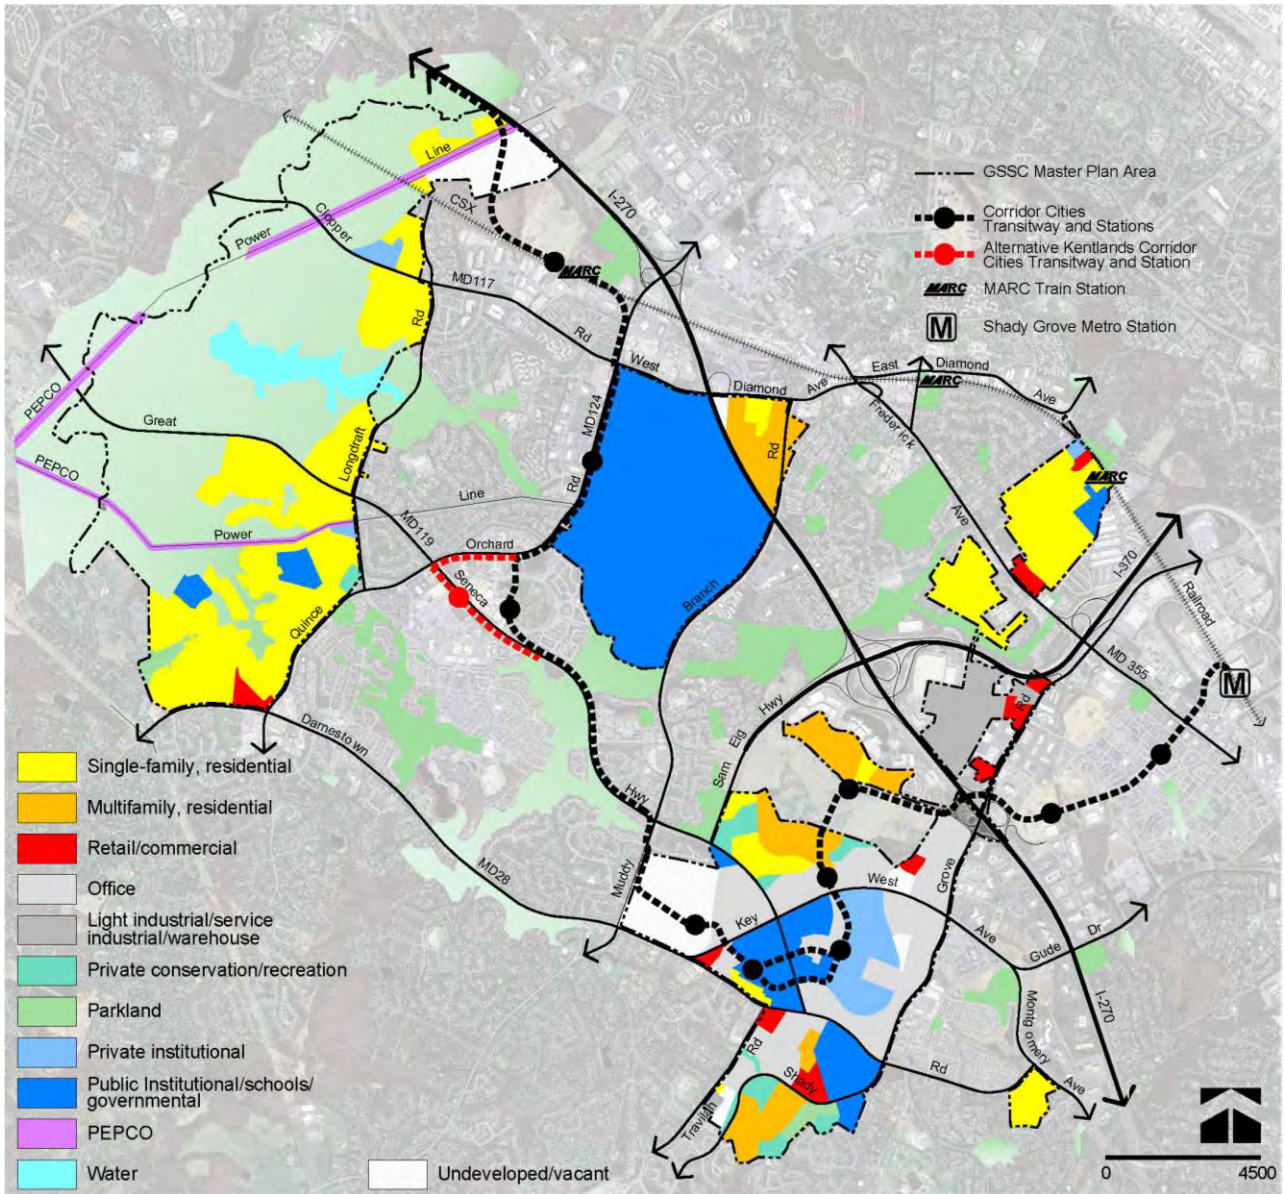 GSSC Master Plan Area
Corridor Cities
Transitway and Stations
Alternative Kentlands Corridor
Cities Transitway and Station
MARC
MARC Train Station
M
Shady Grove Metro Station
Line
Power
Clopper
CSX
I-270
MARC
MD117
Rd
Rd
West
Diamond
Ave
East
Diamond
MARC
Ave
Frederick
Ave
MARC
PEPCO
Great
Longdraft
MD124
Rd
Rd
PEPCO
Power
Line
MD119
Orchard
Seneca
Quince
Branch
I-370
Railroad
MD 355
M
Rd
Darnestown
Hwy
Sam
Eig
Hwy
Muddy
MD28
Key
West
Grove
Ave
Gude
Dr
I-270
Montgomery
Ave
Rd
Rd
Shady
Travilah
Single-family, residential
Multifamily, residential
Retail/commercial
Office
Light industrial/service
industrial/warehouse
Private conservation/recreation
Parkland
Private institutional
Public Institutional/schools/
governmental
PEPCO
Water
Undeveloped/vacant
0
4500